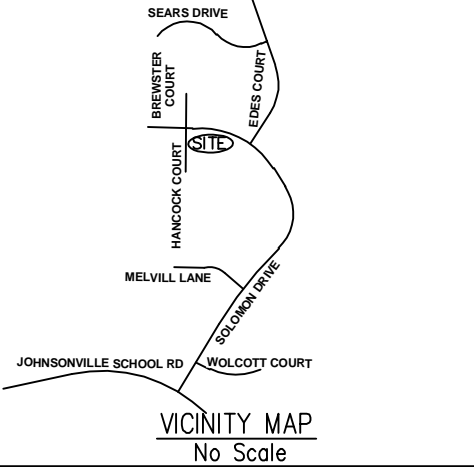 SEARS DRIVE
BREWSTER
COURT
EDES COURT
SITE
HANCOCK COURT
MELVILL LANE
SOLOMON DRIVE
JOHNSONVILLE SCHOOL RD
WOLCOTT COURT
VICINITY MAP
No Scale